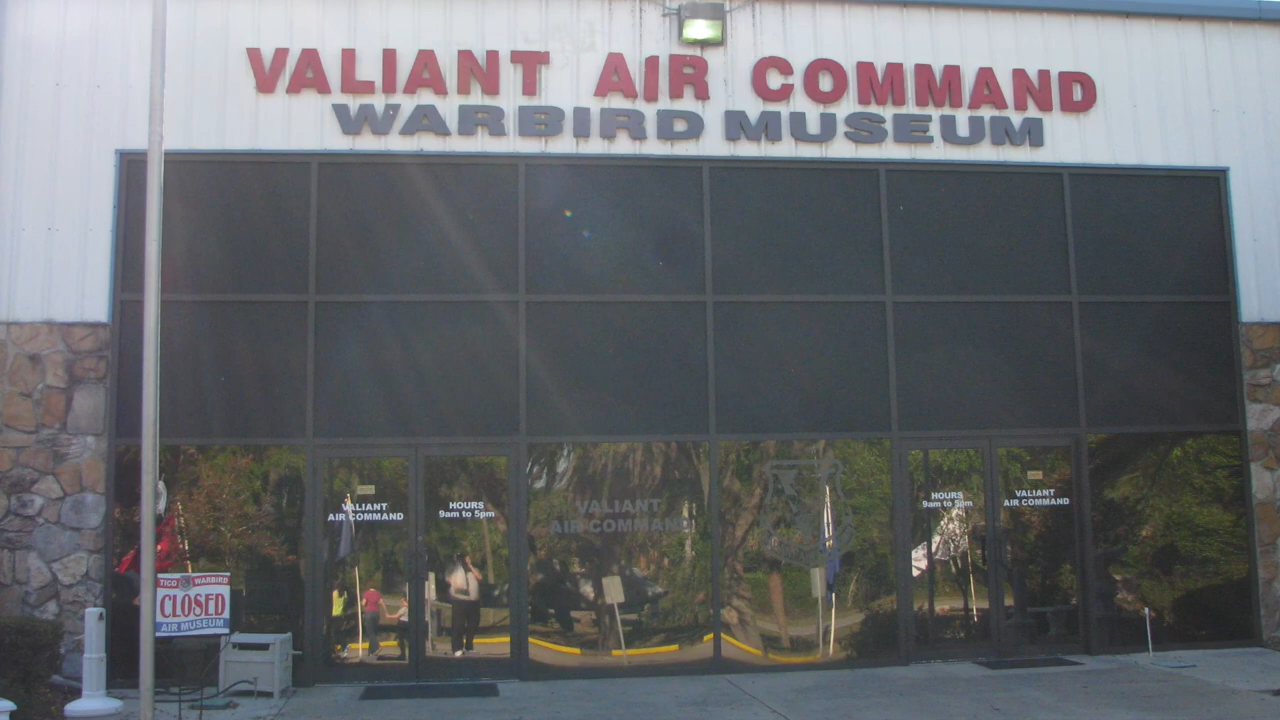 VALIANT AIR COMMAND
WARBIRD MUSEUM
VALIANT
AIR COMMAND
HOURS
9am to 5pm
VALIANT
AIR COMMAND
HOURS
9am to 5pm
VALIANT
AIR COMMAND
TICO WARBIRD
CLOSED
AIR MUSEUM